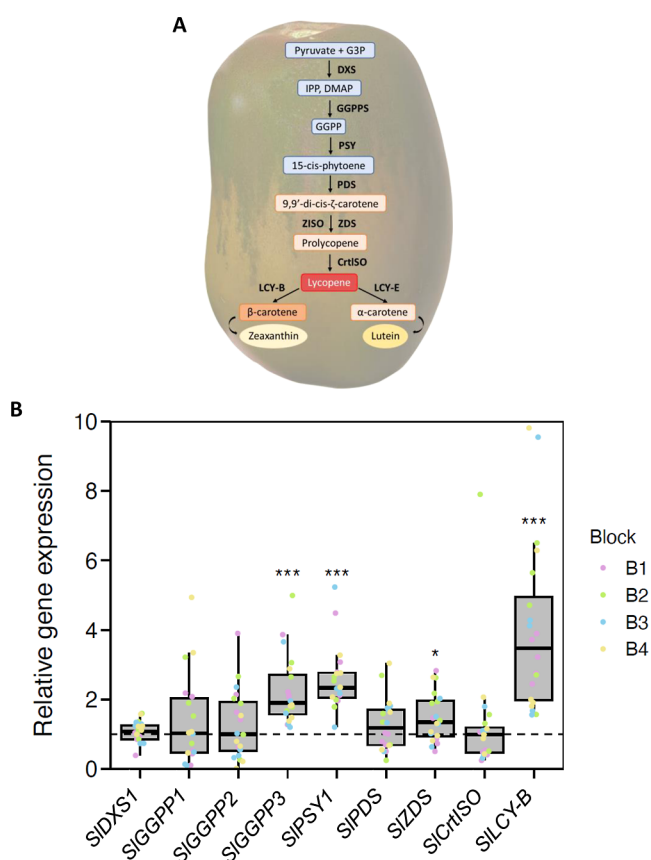 A
Pyruvate + G3P
DXS
IPP, DMAP
GGPPS
GGPP
PSY
15-cis-phytoene
PDS
9,9’-di-cis-ζ-carotene
ZISO ZDS
Prolycopene
CrtISO
LCY-B Lycopene LCY-E
β-carotene α-carotene
Zeaxanthin Lutein
B
10
8
6
4
2
0
Relative gene expression
*** *** * ***
SlDXS1 SlGGPP1 SlGGPP2 SlGGPP3 SlPSY1 SlPDS SlZDS SlCrtISO SlLCY-B
Block
B1
B2
B3
B4